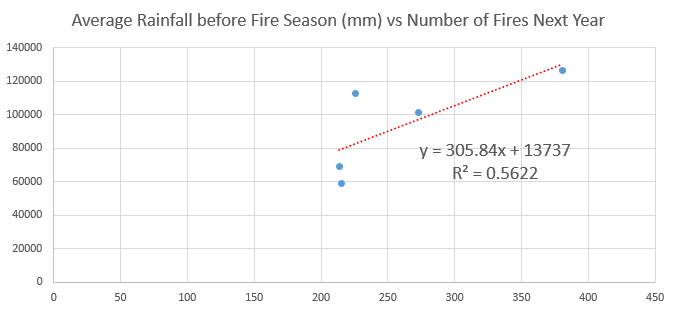 Average Rainfall before Fire Season (mm) vs Number of Fires Next Year
140000
120000
100000
80000
60000
40000
20000
0
y = 305.84x + 13737
R² = 0.5622
0 50 100 150 200 250 300 350 400 450